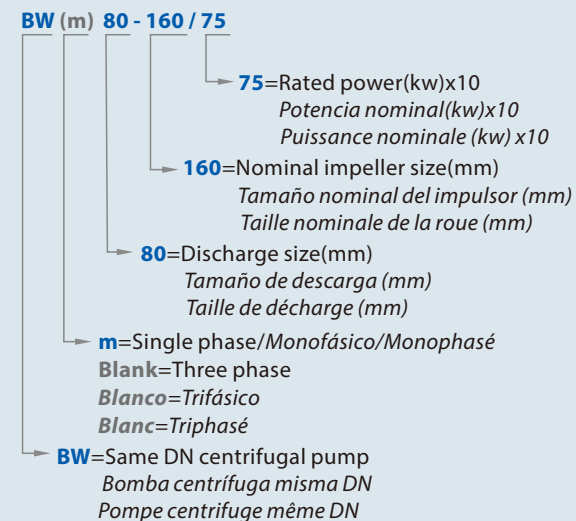 BW (m) 80 - 160 / 75
75=Rated power(kw)x10
Potencia nominal(kw)x10
Puissance nominale (kw) x10
160=Nominal impeller size(mm)
Tamaño nominal del impulsor (mm)
Taille nominale de la roue (mm)
80=Discharge size(mm)
Tamaño de descarga (mm)
Taille de décharge (mm)
m=Single phase/Monofásico/Monophasé
Blank=Three phase
Blanco=Trifásico
Blanc=Triphasé
BW=Same DN centrifugal pump
Bomba centrífuga misma DN
Pompe centrifuge même DN